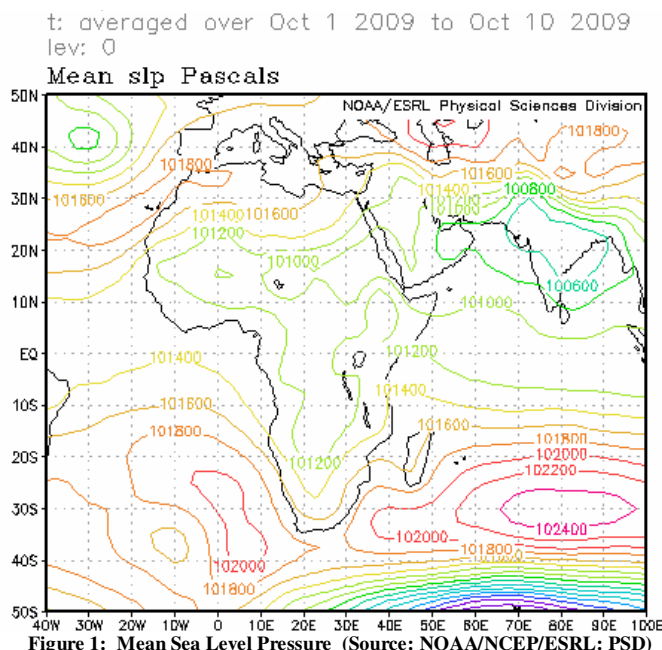 t: averaged over Oct 1 2009 to Oct 10 2009
lev: 0
Mean slp Pascals
NOAA/ESRL Physical Sciences Division
50N
40N
30N
20N
10N
EQ
10S
20S
30S
40S
50S
101800
101800
101600
101600
101400
100800
101400
101600
101200
101000
100600
101000
101400
101200
101400
101600
101600
101800
101800
102000
101200
102200
102400
102000
102000
101800
101800
40W 30W 20W 10W 0 10E 20E 30E 40E 50E 60E 70E 80E 90E 100E
Figure 1: Mean Sea Level Pressure (Source: NOAA/NCEP/ESRL: PSD)